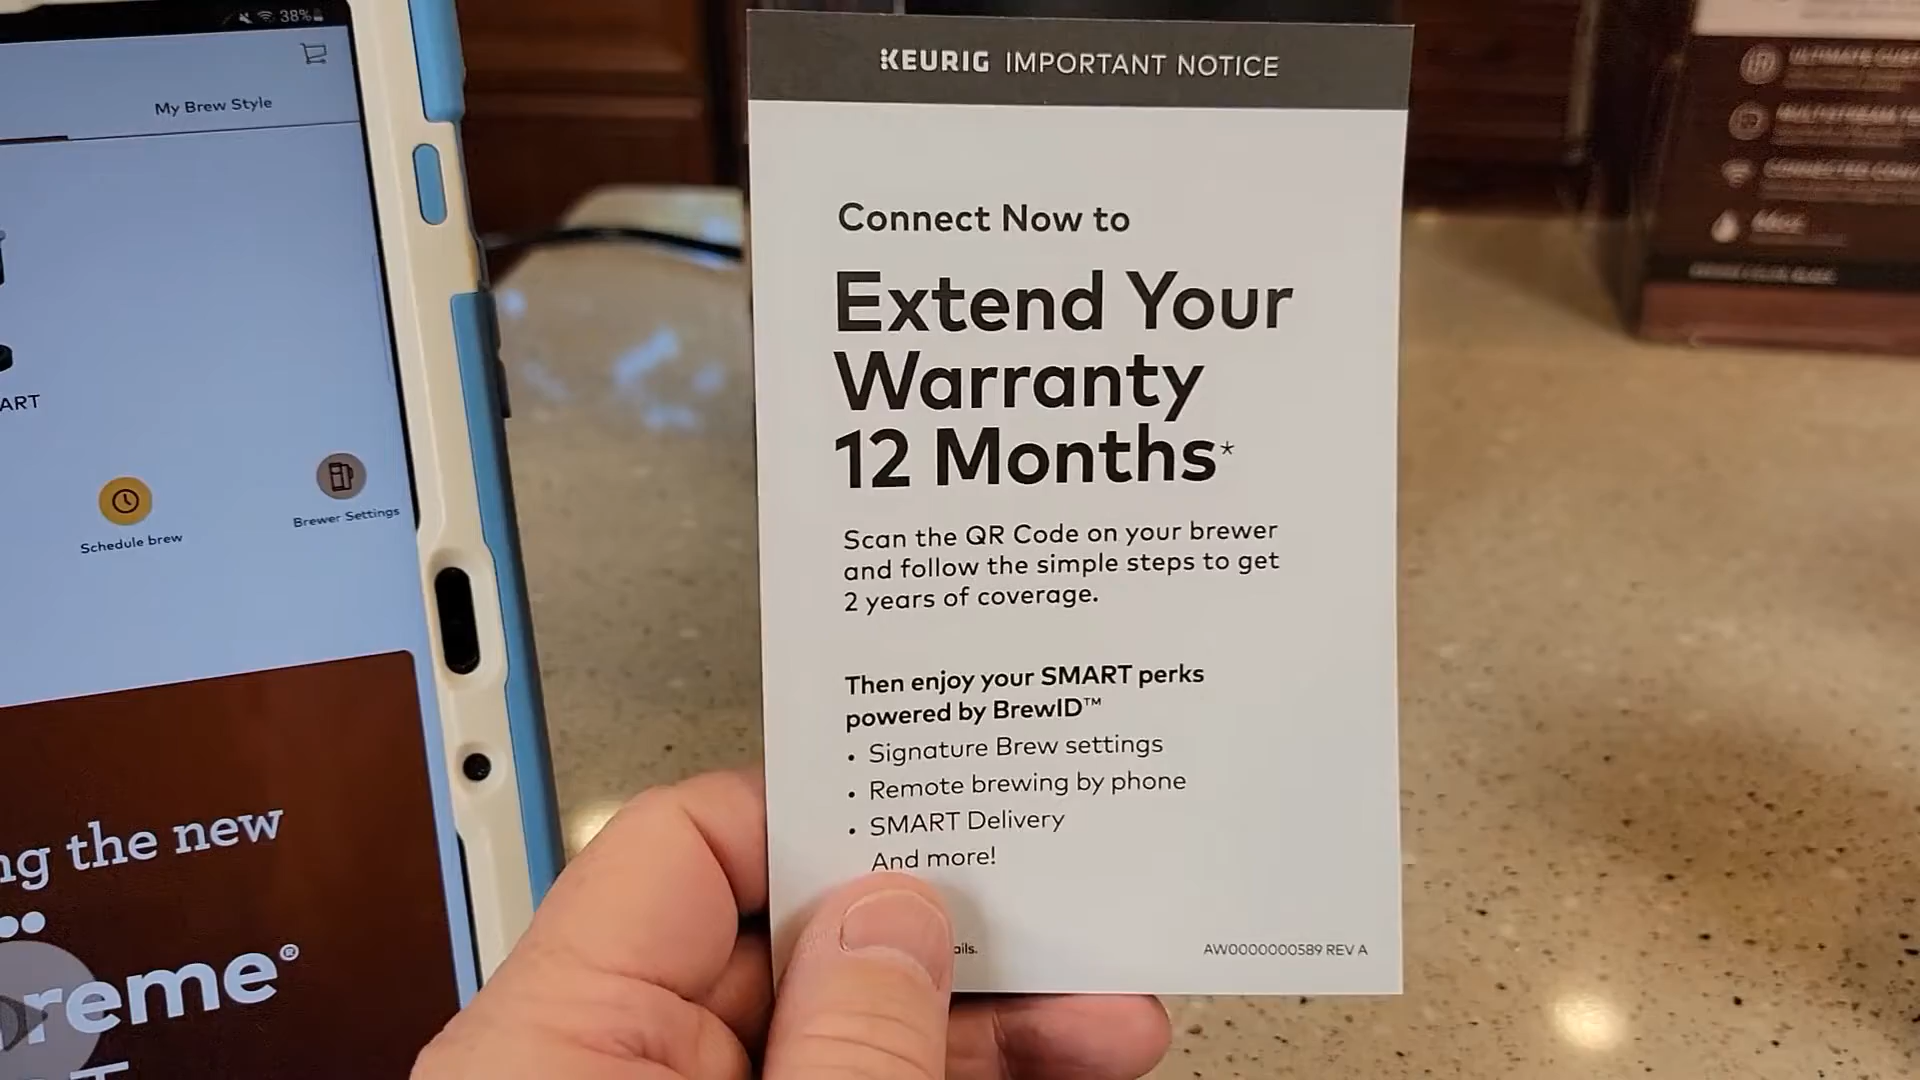 38%
My Brew Style
ART
Schedule brew
Brewer Settings
ng the new
reme®
KEURIG IMPORTANT NOTICE
Connect Now to
Extend Your
Warranty
12 Months*
Scan the QR Code on your brewer
and follow the simple steps to get
2 years of coverage.
Then enjoy your SMART perks
powered by BrewID™
• Signature Brew settings
• Remote brewing by phone
• SMART Delivery
And more!
ails.
AW0000000589 REV A